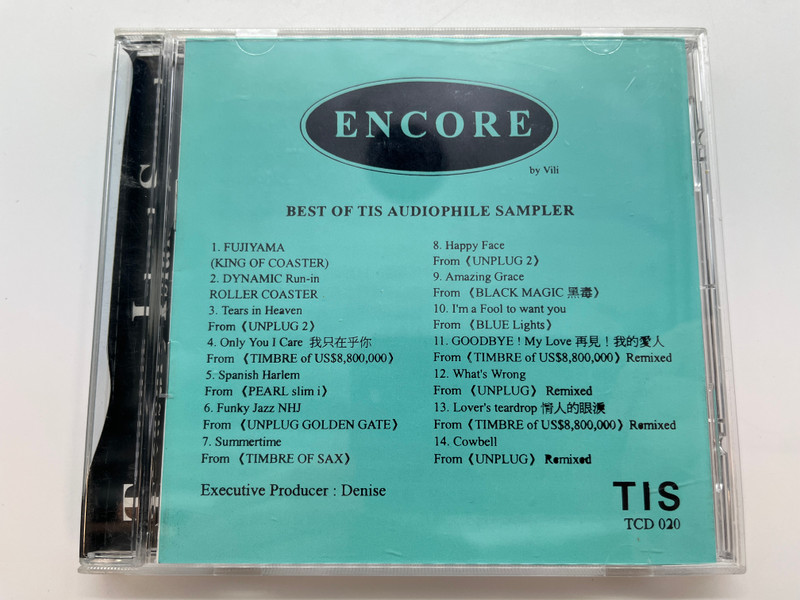 ENCORE
by Vili
BEST OF TIS AUDIOPHILE SAMPLER
1. FUJIYAMA
(KING OF COASTER)
2. DYNAMIC Run-in
ROLLER COASTER
3. Tears in Heaven
From《UNPLUG 2》
4. Only You I Care 我只在乎你
From 《TIMBRE of US$8,800,000》
5. Spanish Harlem
From 《PEARL slim i》
6. Funky Jazz NHJ
From 《UNPLUG GOLDEN GATE》
7. Summertime
From 《TIMBRE OF SAX》
8. Happy Face
From《UNPLUG 2》
9. Amazing Grace
From 《BLACK MAGIC 黑毒》
10. I'm a Fool to want you
From 《BLUE Lights》
11. GOODBYE ! My Love 再見！我的愛人
From《TIMBRE of US$8,800,000》Remixed
12. What's Wrong
From 《UNPLUG》 Remixed
13. Lover's teardrop 情人的眼淚
From《TIMBRE of US$8,800,000》 Remixed
14. Cowbell
From《UNPLUG》 Remixed
Executive Producer : Denise
TIS
TCD 020